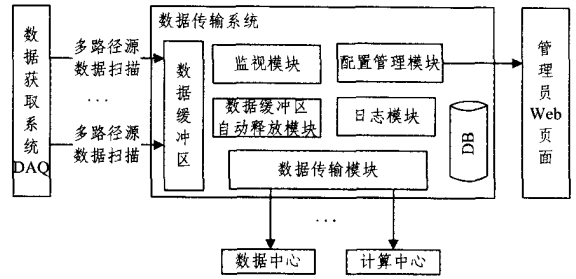 数据传输系统
数据获取系统DAQ
多路径源
数据扫描
...
多路径源
数据扫描
数据缓冲区
监视模块
配置管理模块
数据缓冲区
自动释放模块
日志模块
DB
数据传输模块
管理员Web页面
...
数据中心
计算中心